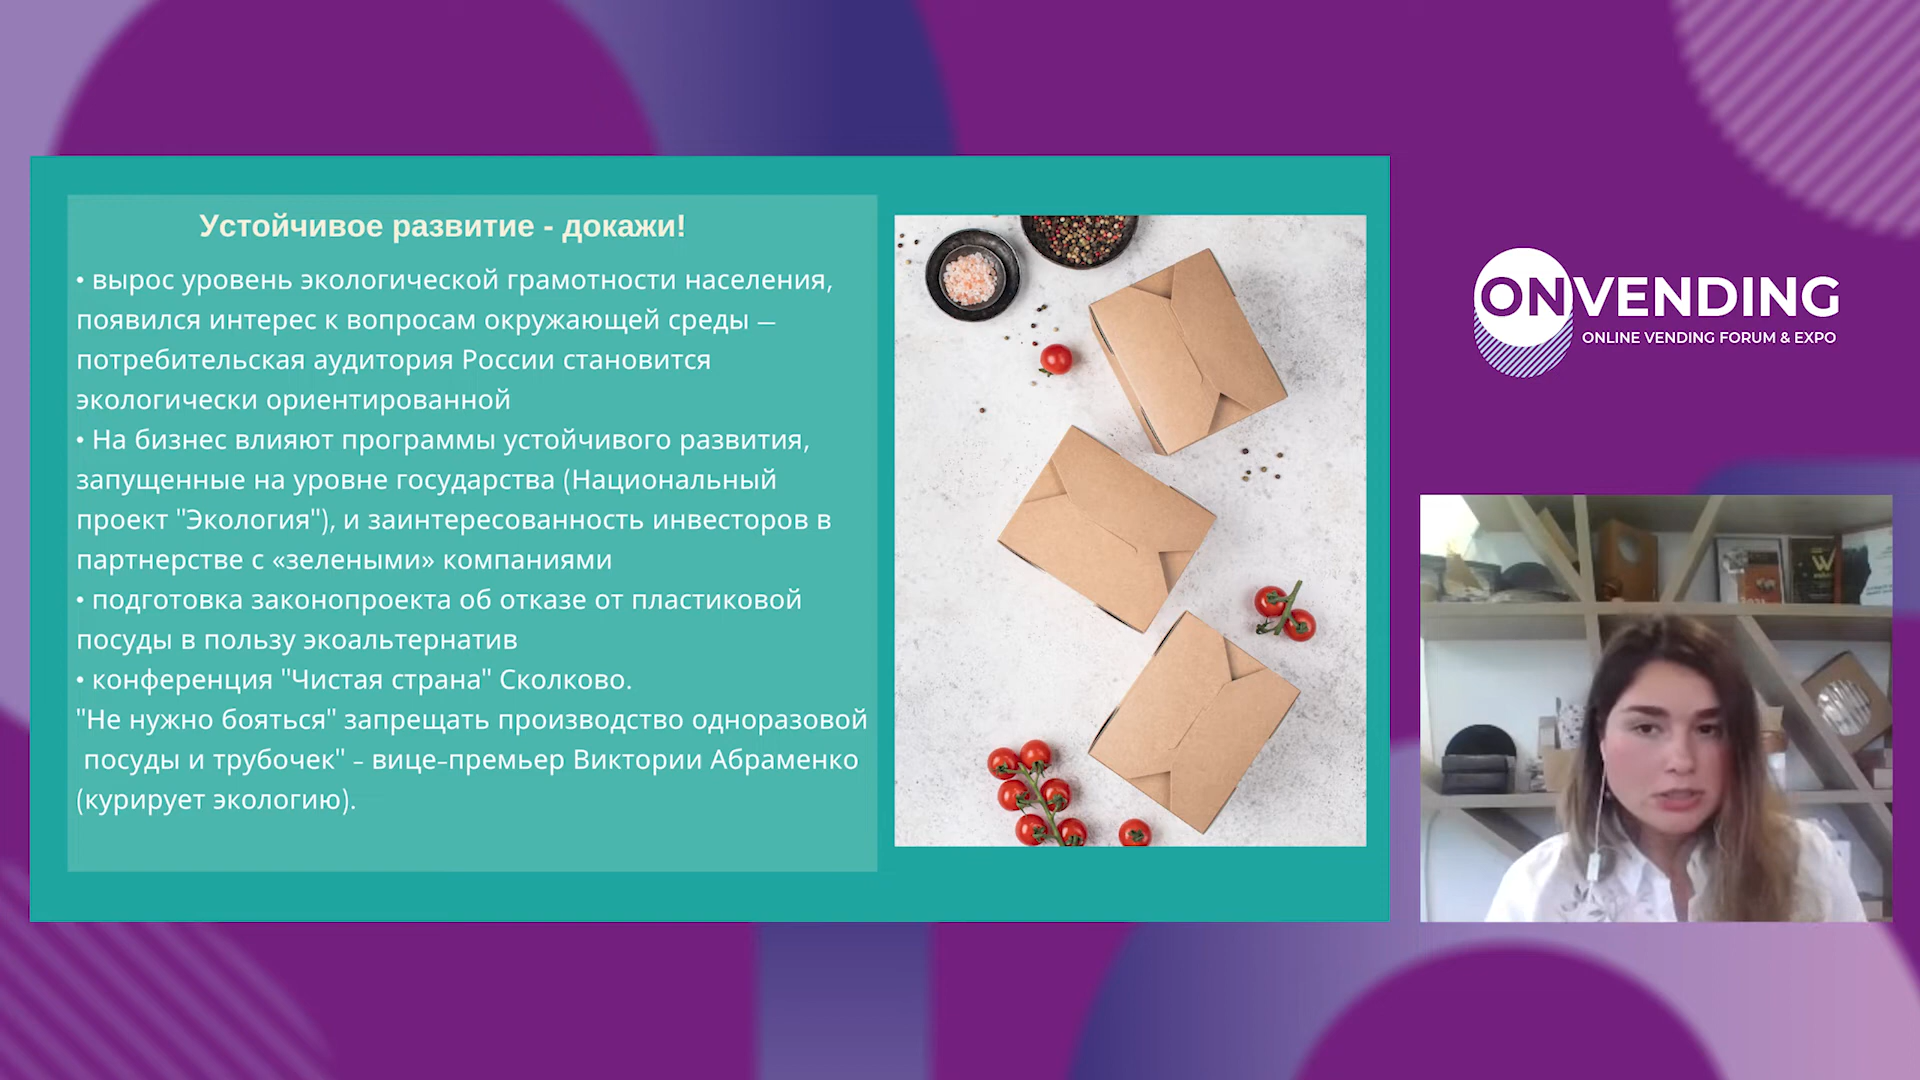 Устойчивое развитие - докажи!
• вырос уровень экологической грамотности населения,
появился интерес к вопросам окружающей среды —
потребительская аудитория России становится
экологически ориентированной
• На бизнес влияют программы устойчивого развития,
запущенные на уровне государства (Национальный
проект "Экология"), и заинтересованность инвесторов в
партнерстве с «зелеными» компаниями
• подготовка законопроекта об отказе от пластиковой
посуды в пользу экоальтернатив
• конференция "Чистая страна" Сколково.
"Не нужно бояться" запрещать производство одноразовой
посуды и трубочек" – вице–премьер Виктории Абраменко
(курирует экологию).
ONVENDING
ONLINE VENDING FORUM & EXPO
W